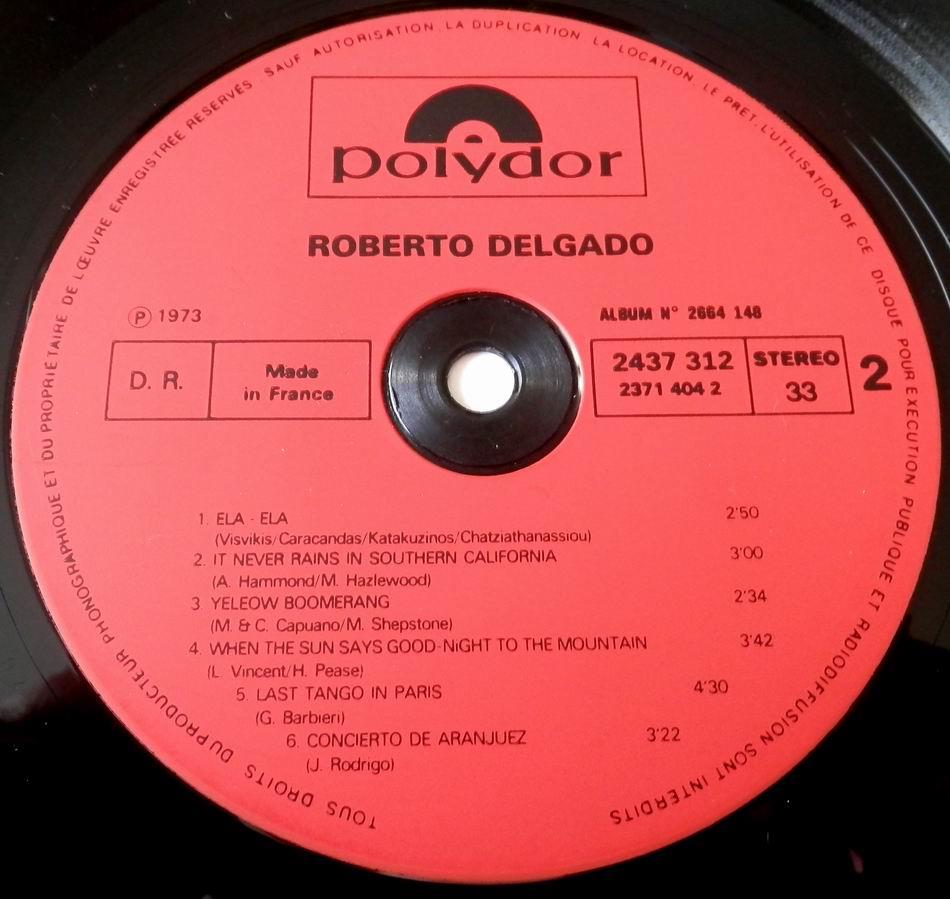 TOUS DROITS DU PRODUCTEUR PHONOGRAPHIQUE ET DU PROPRIÉTAIRE DE L'ŒUVRE ENREGISTRÉE RÉSERVÉS. SAUF AUTORISATION, LA DUPLICATION, LA LOCATION, LE PRÊT, L'UTILISATION DE CE DISQUE POUR EXÉCUTION PUBLIQUE ET RADIODIFFUSION SONT INTERDITS
polydor
ROBERTO DELGADO
Ⓟ 1973
ALBUM N° 2664 148
D. R.
Made
in France
2437 312
2371 404 2
STEREO
33
2
1. ELA - ELA 2'50
(Visvikis/Caracandas/Katakuzinos/Chatziathanassiou)
2. IT NEVER RAINS IN SOUTHERN CALIFORNIA 3'00
(A. Hammond/M. Hazlewood)
3 YELEOW BOOMERANG 2'34
(M. & C. Capuano/M. Shepstone)
4. WHEN THE SUN SAYS GOOD-NiGHT TO THE MOUNTAIN 3'42
(L. Vincent/H. Pease)
5. LAST TANGO IN PARIS 4'30
(G. Barbieri)
6. CONCIERTO DE ARANJUEZ 3'22
(J. Rodrigo)